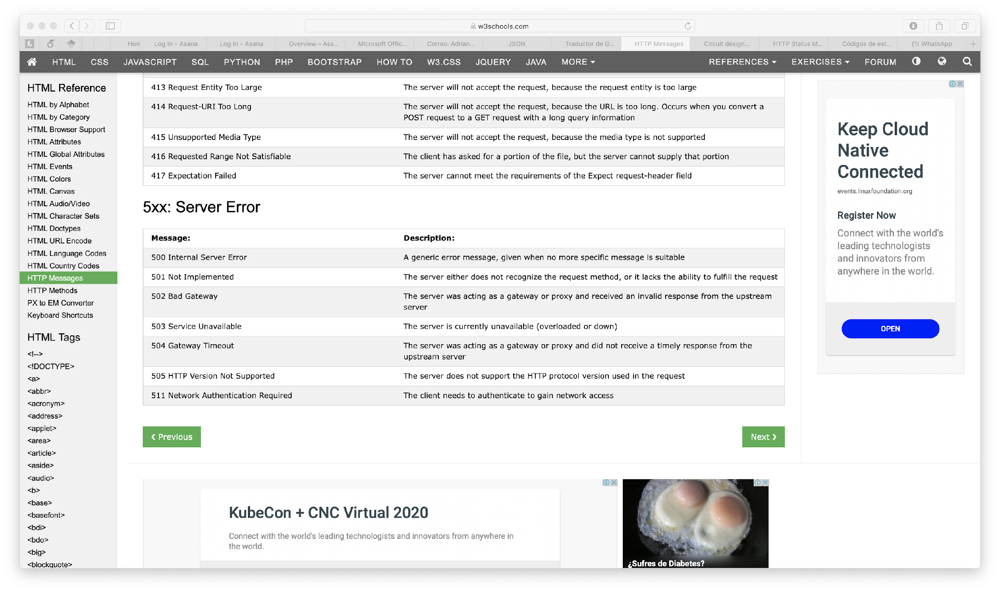 w3schools.com
Hom
Log In - Asana
Log In - Asana
Overview – Asa...
Microsoft Offic...
Correo: Adrian...
JSON
Traductor de G...
HTTP Messages
Circuit design...
HTTP Status M...
Códigos de est...
(1) WhatsApp
HTML CSS JAVASCRIPT SQL PYTHON PHP BOOTSTRAP HOW TO W3.CSS JQUERY JAVA MORE REFERENCES EXERCISES FORUM
HTML Reference
HTML by Alphabet
HTML by Category
HTML Browser Support
HTML Attributes
HTML Global Attributes
HTML Events
HTML Colors
HTML Canvas
HTML Audio/Video
HTML Character Sets
HTML Doctypes
HTML URL Encode
HTML Language Codes
HTML Country Codes
HTTP Messages
HTTP Methods
PX to EM Converter
Keyboard Shortcuts
HTML Tags
<!-->
<!DOCTYPE>
<a>
<abbr>
<acronym>
<address>
<applet>
<area>
<article>
<aside>
<audio>
<b>
<base>
<basefont>
<bdi>
<bdo>
<big>
<blockquote>
413 Request Entity Too Large The server will not accept the request, because the request entity is too large
414 Request-URI Too Long The server will not accept the request, because the URL is too long. Occurs when you convert a
POST request to a GET request with a long query information
415 Unsupported Media Type The server will not accept the request, because the media type is not supported
416 Requested Range Not Satisfiable The client has asked for a portion of the file, but the server cannot supply that portion
417 Expectation Failed The server cannot meet the requirements of the Expect request-header field
5xx: Server Error
Message: Description:
500 Internal Server Error A generic error message, given when no more specific message is suitable
501 Not Implemented The server either does not recognize the request method, or it lacks the ability to fulfill the request
502 Bad Gateway The server was acting as a gateway or proxy and received an invalid response from the upstream
server
503 Service Unavailable The server is currently unavailable (overloaded or down)
504 Gateway Timeout The server was acting as a gateway or proxy and did not receive a timely response from the
upstream server
505 HTTP Version Not Supported The server does not support the HTTP protocol version used in the request
511 Network Authentication Required The client needs to authenticate to gain network access
❮ Previous
Next ❯
Keep Cloud
Native
Connected
events.linuxfoundation.org
Register Now
Connect with the world's
leading technologists
and innovators from
anywhere in the world.
OPEN
KubeCon + CNC Virtual 2020
Connect with the world's leading technologists and innovators from anywhere in
the world.
¿Sufres de Diabetes?